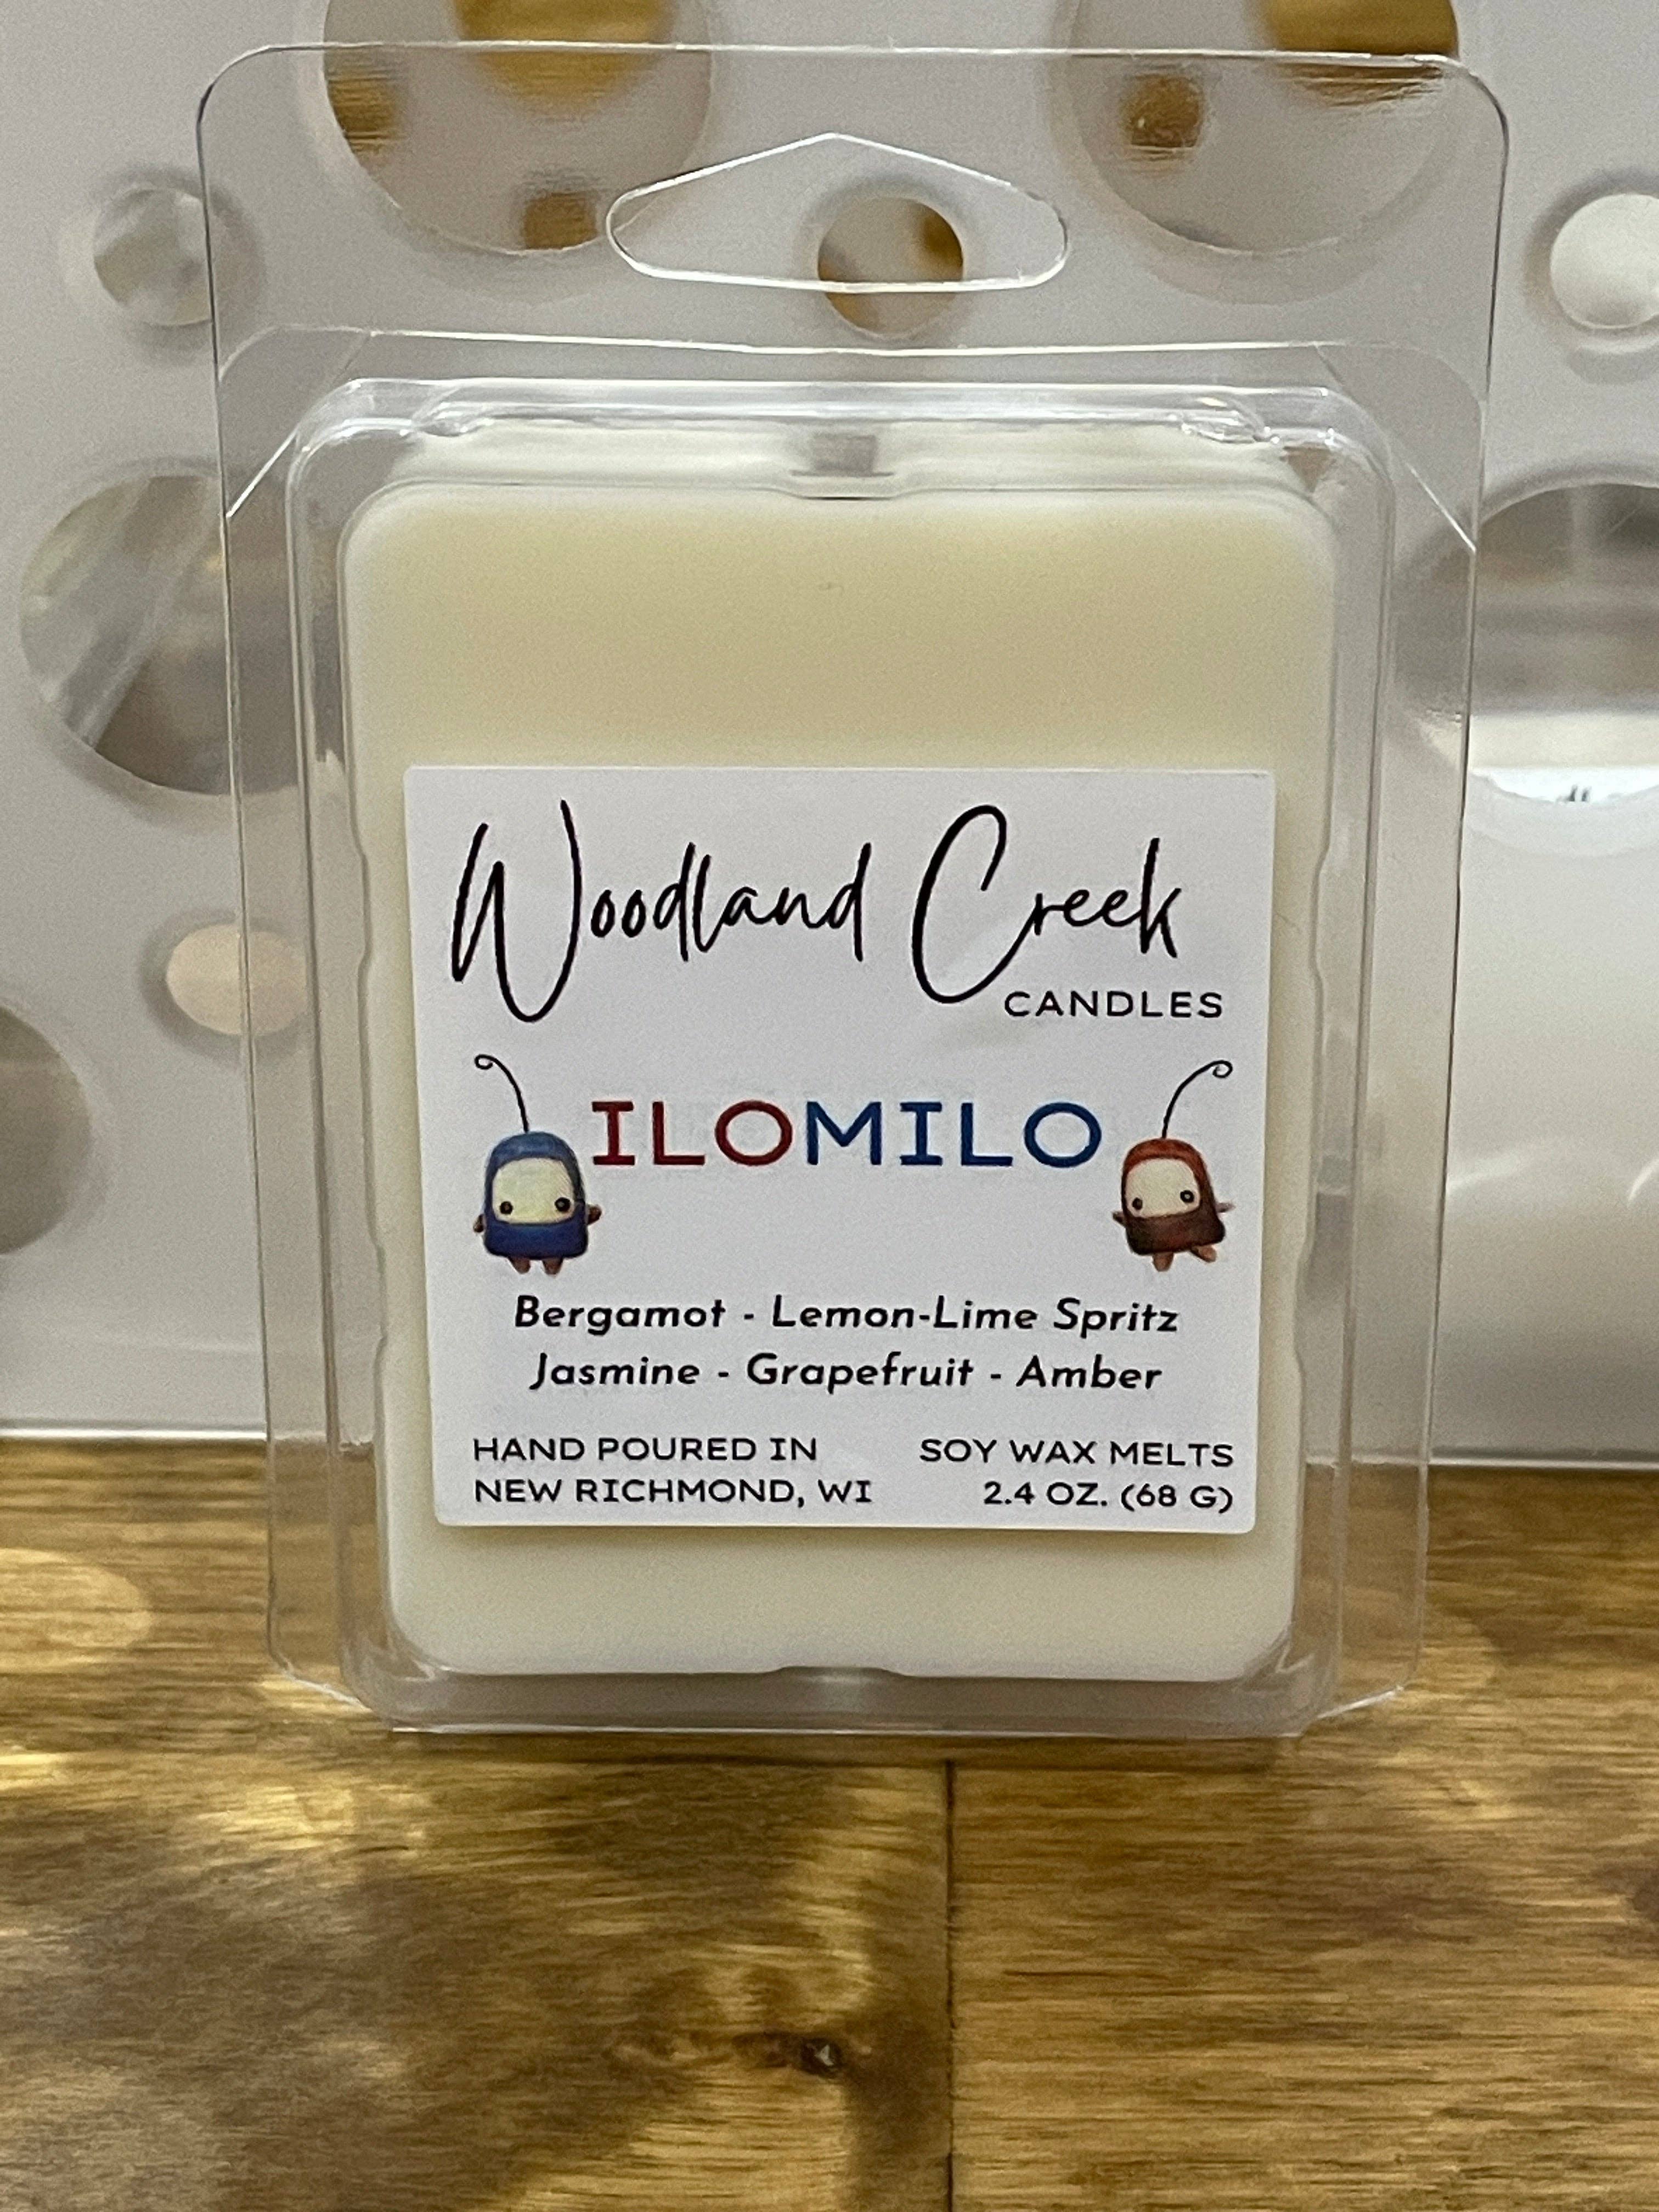 Woodland Creek
CANDLES
ILOMILO
Bergamot - Lemon-Lime Spritz
Jasmine - Grapefruit - Amber
HAND POURED IN
NEW RICHMOND, WI
SOY WAX MELTS
2.4 OZ. (68 G)